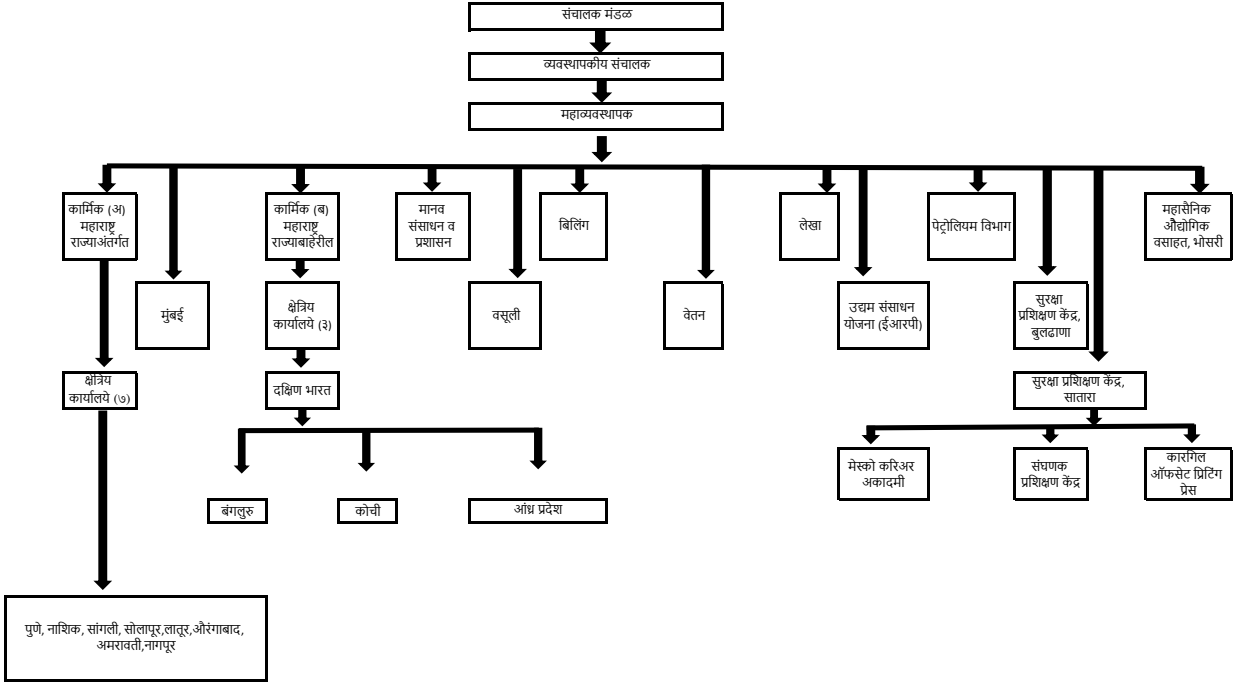 संचालक मंडळ
व्यवस्थापकीय संचालक
महाव्यवस्थापक
कार्मिक (अ)
महाराष्ट्र
राज्याअंतर्गत
कार्मिक (ब)
महाराष्ट्र
राज्याबाहेरील
मानव
संसाधन व
प्रशासन
बिलिंग
लेखा
पेट्रोलियम विभाग
महासैनिक
औद्योगिक
वसाहत, भोसरी
मुंबई
क्षेत्रिय
कार्यालये (३)
वसूली
वेतन
उद्यम संसाधन
योजना (ईआरपी)
सुरक्षा
प्रशिक्षण केंद्र,
बुलढाणा
क्षेत्रिय
कार्यालये (७)
दक्षिण भारत
सुरक्षा प्रशिक्षण केंद्र,
सातारा
मेस्को करिअर
अकादमी
संघणक
प्रशिक्षण केंद्र
कारगिल
ऑफसेट प्रिटिंग
प्रेस
बंगलुरु
कोची
आंध्र प्रदेश
पुणे, नाशिक, सांगली, सोलापूर,लातूर,औरंगाबाद,
अमरावती,नागपूर